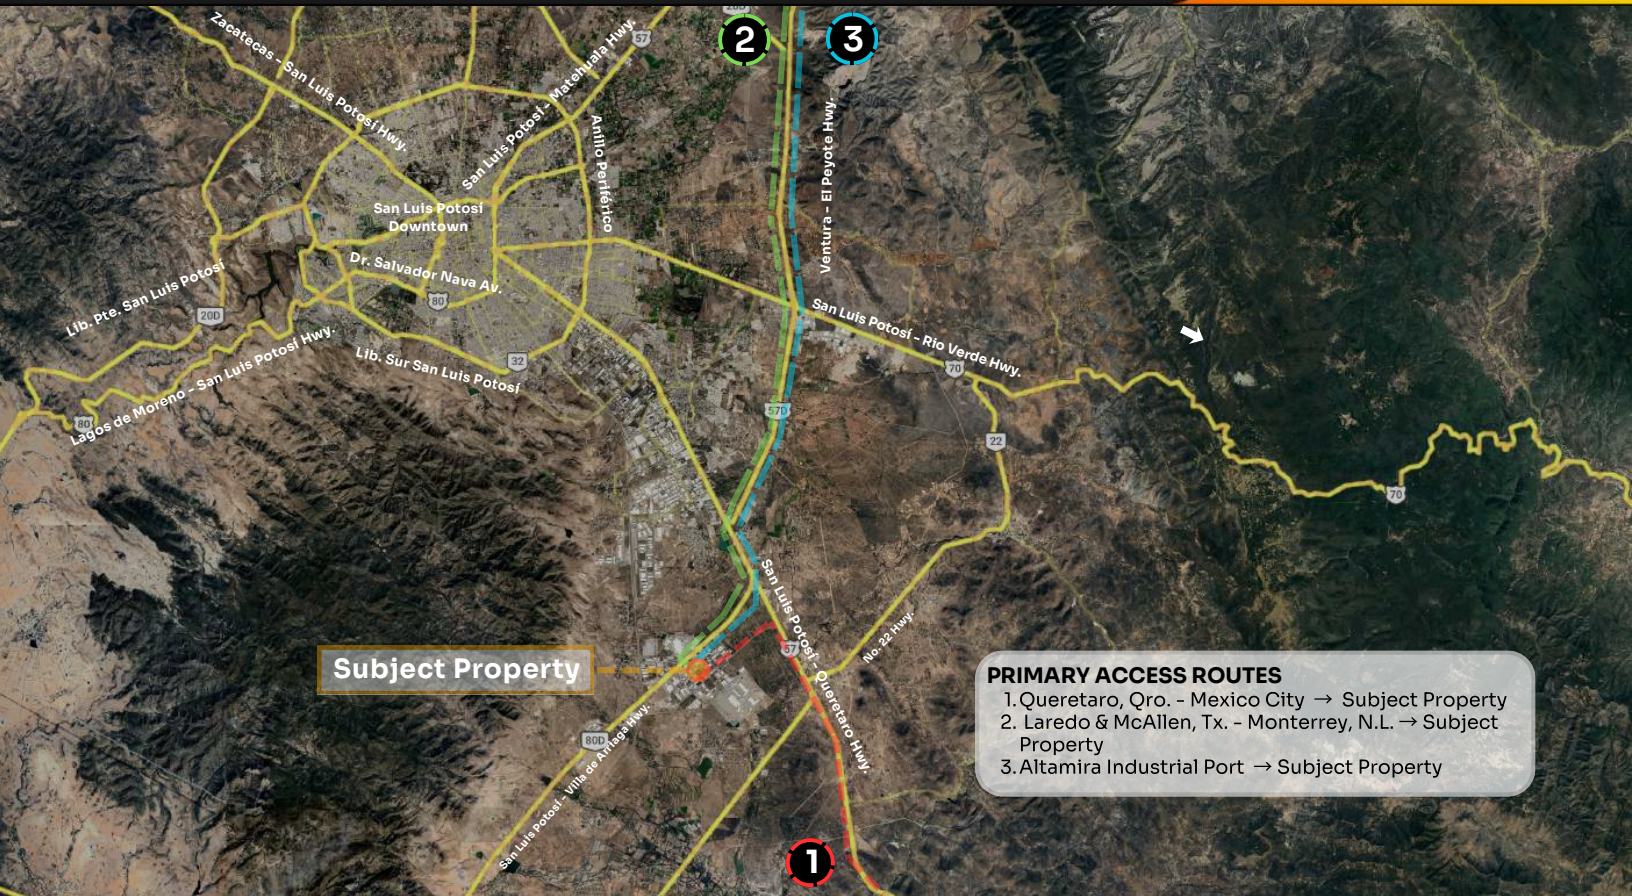 20D
2
3
57
Zacatecas - San Luis Potosí Hwy.
San Luis Potosí - Matehuala Hwy.
Anillo Periférico
Ventura - El Peyote Hwy.
San Luis Potosí
Downtown
Dr. Salvador Nava Av.
80
Lib. Pte. San Luis Potosí
20D
Lagos de Moreno - San Luis Potosí Hwy.
80
Lib. Sur San Luis Potosí
32
San Luis Potosí - Rio Verde Hwy.
70
57D
22
70
San Luis Potosí - Queretaro Hwy.
57
No. 22 Hwy.
Subject Property
80D
San Luis Potosí - Villa de Arriaga Hwy.
1
PRIMARY ACCESS ROUTES
1. Queretaro, Qro. - Mexico City → Subject Property
2. Laredo & McAllen, Tx. - Monterrey, N.L. → Subject
Property
3. Altamira Industrial Port → Subject Property